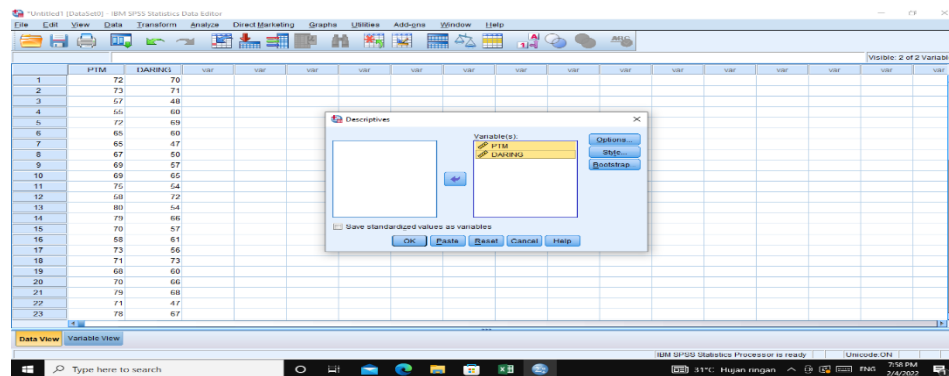 *Untitled1 [DataSet0] - IBM SPSS Statistics Data Editor
File Edit View Data Transform Analyze Direct Marketing Graphs Utilities Add-ons Window Help
Visible: 2 of 2 Variabl
PTM DARING var var var var var var var var var var var var var var
1 72 70
2 73 71
3 57 48
4 55 60
5 72 69
6 65 60
7 65 47
8 67 50
9 69 57
10 69 65
11 75 54
12 58 72
13 80 54
14 79 66
15 70 57
16 58 61
17 73 56
18 71 73
19 68 60
20 70 66
21 79 68
22 71 47
23 78 67
Descriptives
Variable(s):
PTM
DARING
Options...
Style...
Bootstrap...
Save standardized values as variables
OK Paste Reset Cancel Help
Data View Variable View
IBM SPSS Statistics Processor is ready Unicode:ON
Type here to search
31°C Hujan ringan
ENG
7:58 PM
2/4/2022